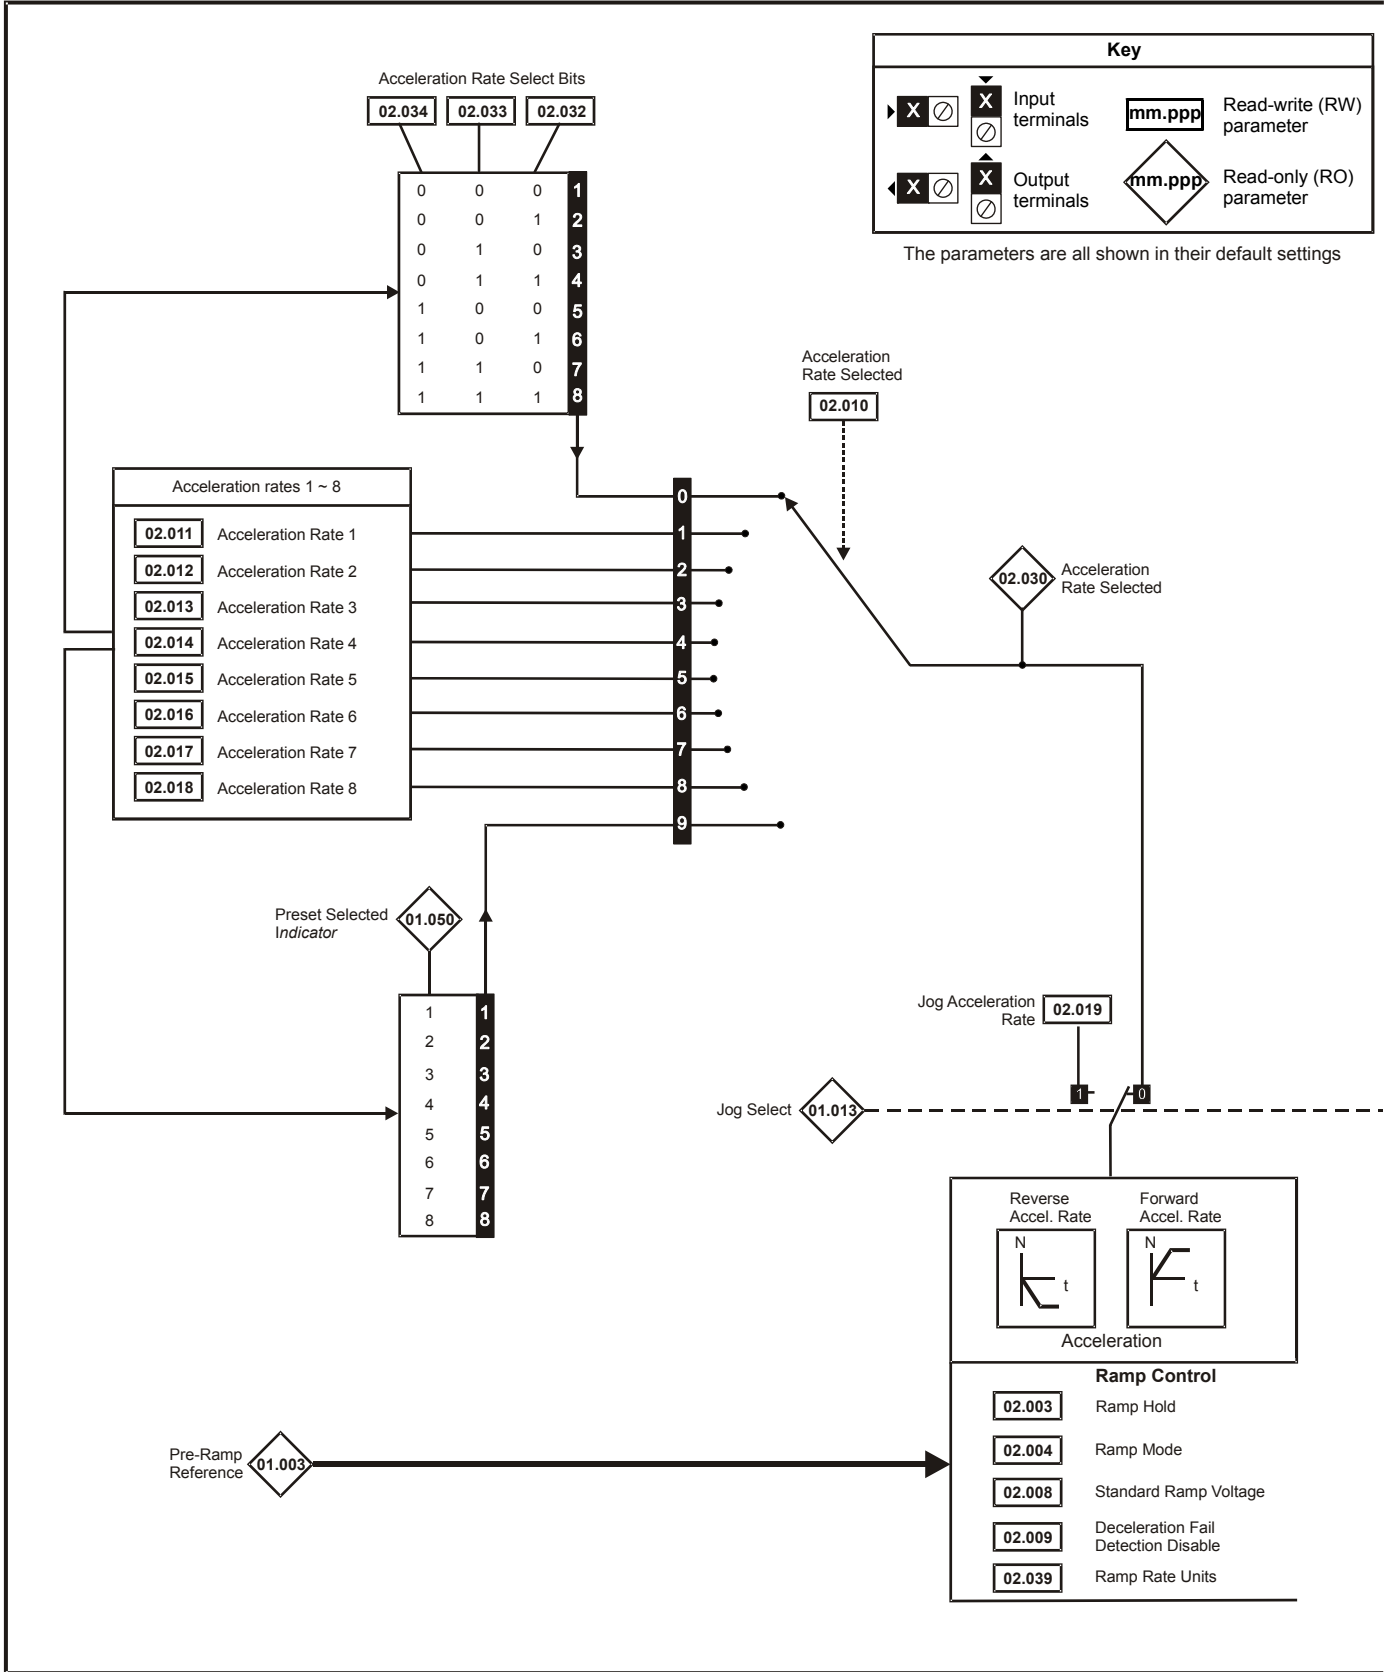 Key
X
Input
terminals
X
mm.ppp
Read-write (RW)
parameter
X
Output
terminals
X
mm.ppp
Read-only (RO)
parameter
The parameters are all shown in their default settings
Acceleration Rate Select Bits
02.034 02.033 02.032
0 0 0 1
0 0 1 2
0 1 0 3
0 1 1 4
1 0 0 5
1 0 1 6
1 1 0 7
1 1 1 8
Acceleration
Rate Selected
02.010
Acceleration rates 1 ~ 8
02.011 Acceleration Rate 1
02.012 Acceleration Rate 2
02.013 Acceleration Rate 3
02.014 Acceleration Rate 4
02.015 Acceleration Rate 5
02.016 Acceleration Rate 6
02.017 Acceleration Rate 7
02.018 Acceleration Rate 8
0
1
2
3
4
5
6
7
8
9
02.030
Acceleration
Rate Selected
Preset Selected
Indicator
01.050
1 1
2 2
3 3
4 4
5 5
6 6
7 7
8 8
Jog Acceleration
Rate
02.019
1 0
Jog Select 01.013
Reverse
Accel. Rate
N
t
Forward
Accel. Rate
N
t
Acceleration
Pre-Ramp
Reference
01.003
Ramp Control
02.003 Ramp Hold
02.004 Ramp Mode
02.008 Standard Ramp Voltage
02.009 Deceleration Fail
Detection Disable
02.039 Ramp Rate Units